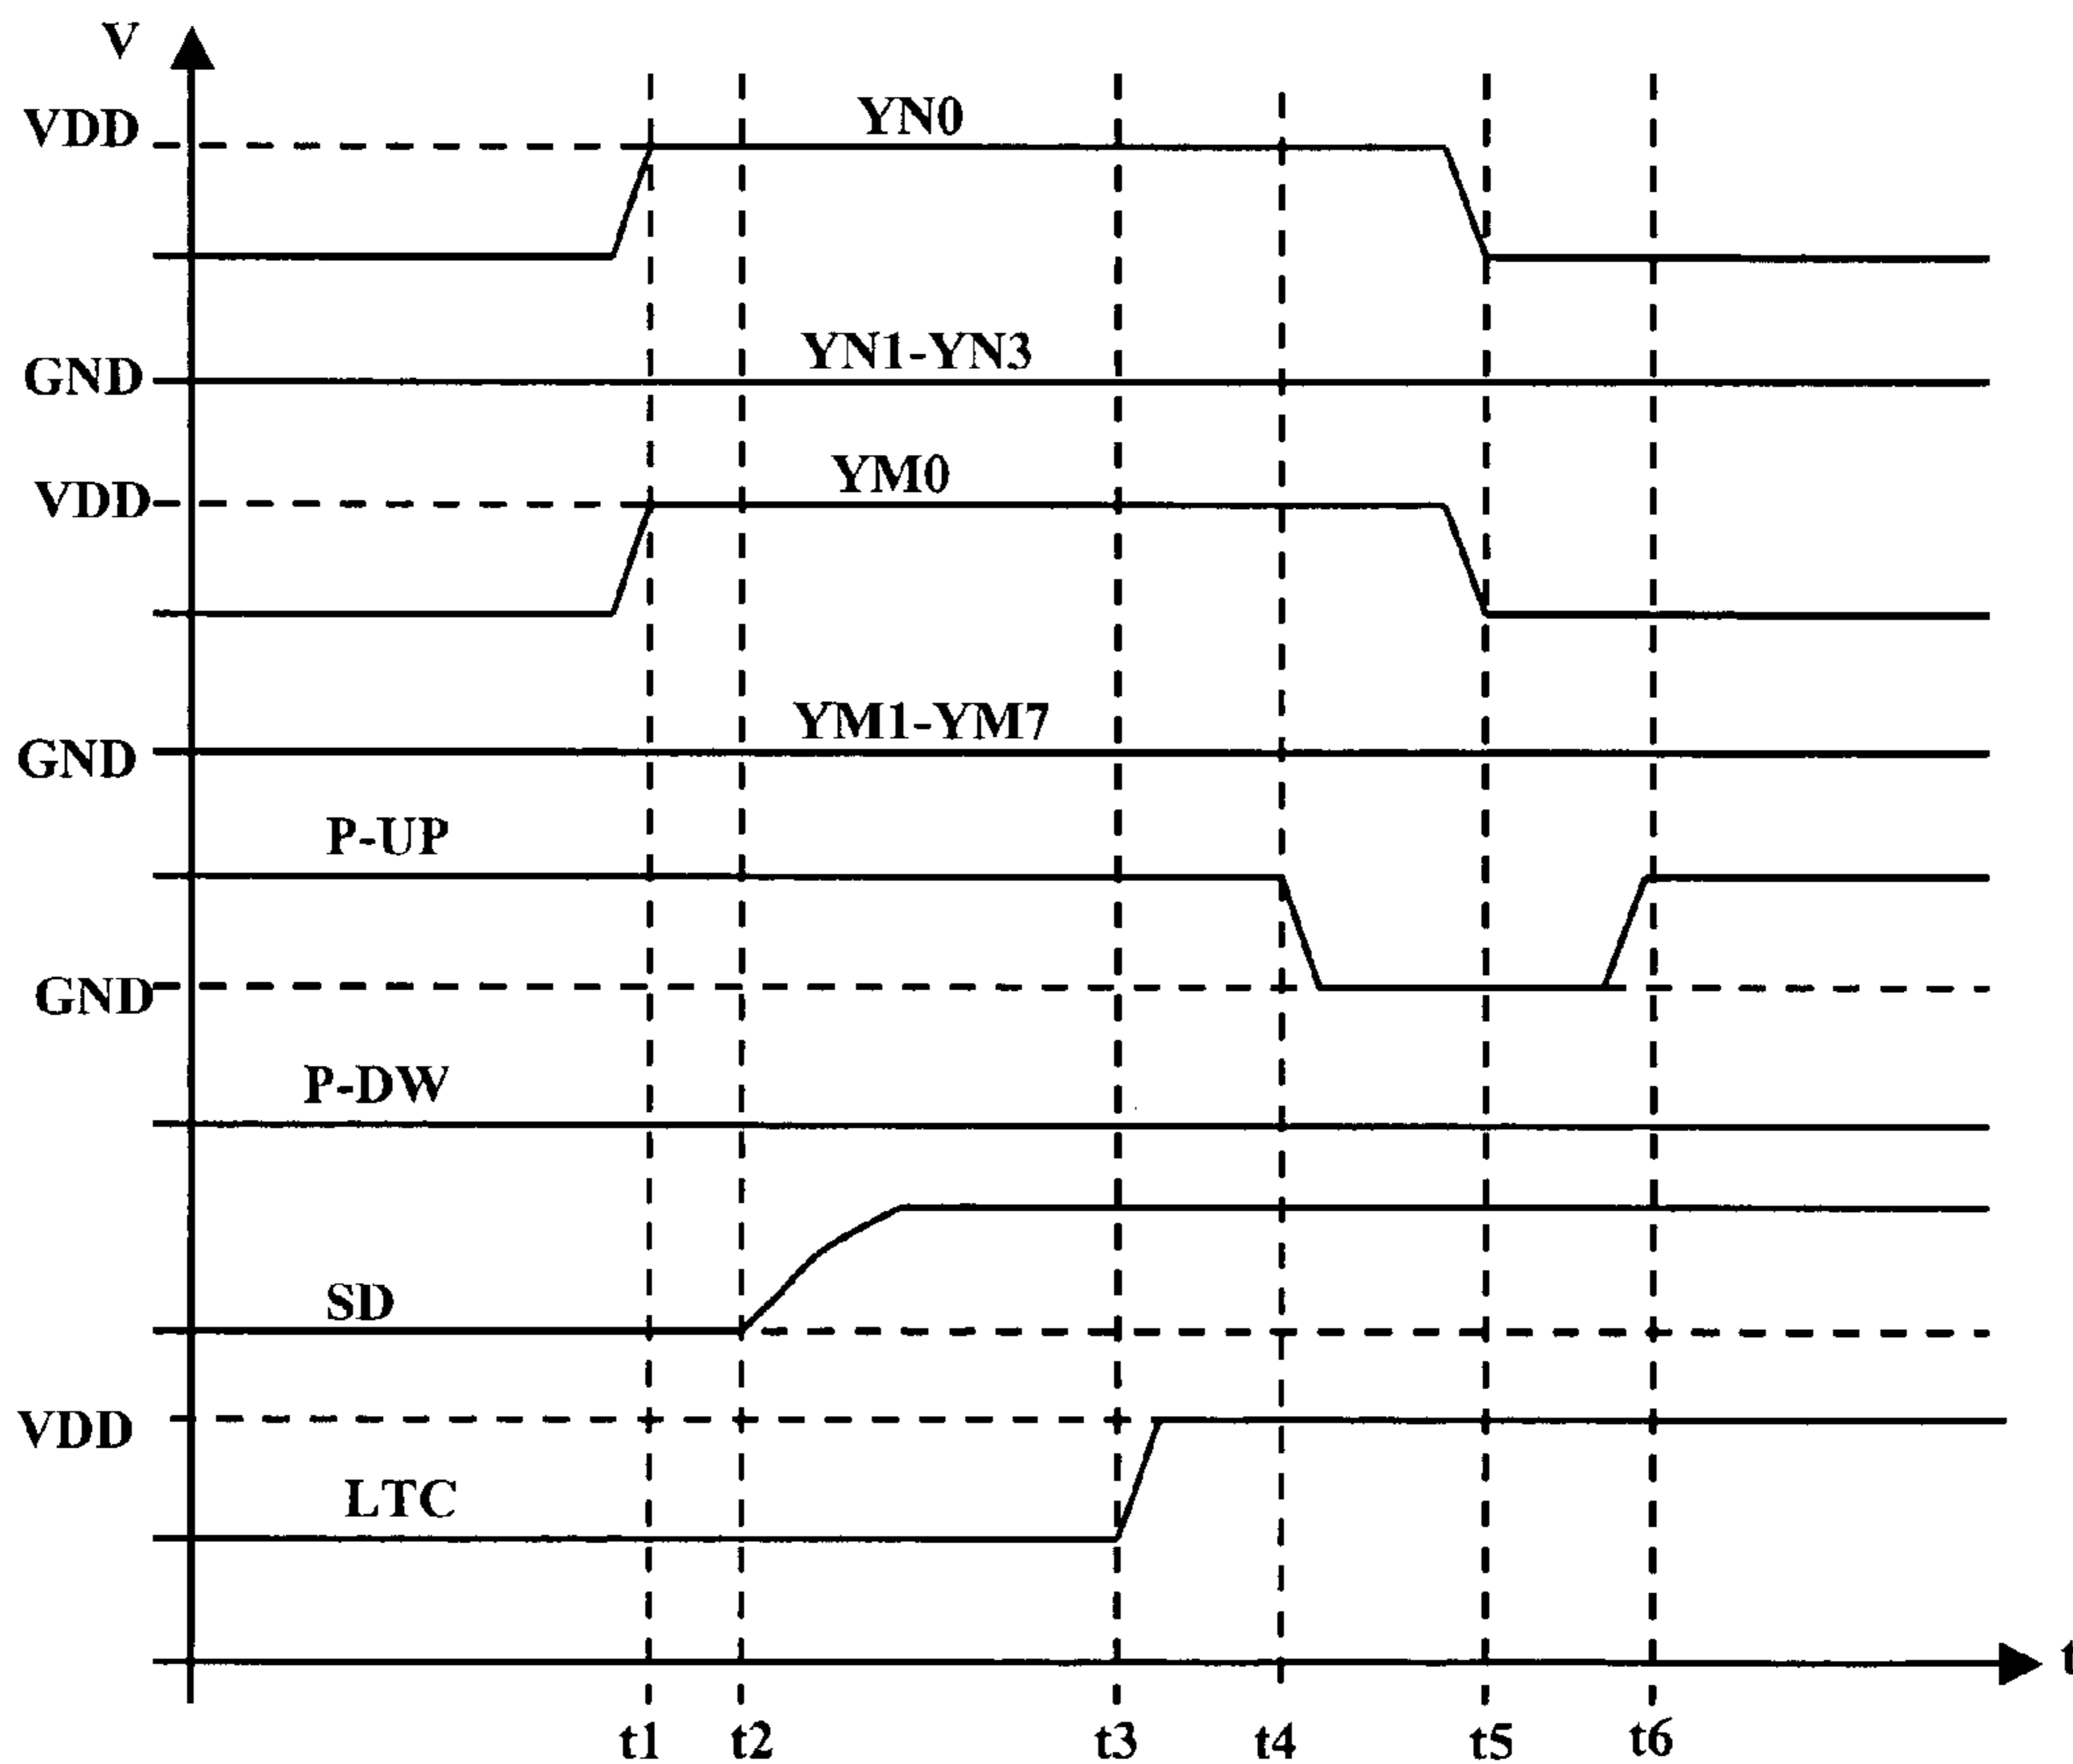 V
VDD
YN0
YN1-YN3
GND
YM0
VDD
YM1-YM7
GND
P-UP
GND
P-DW
SD
VDD
LTC
t
t1 t2 t3 t4 t5 t6